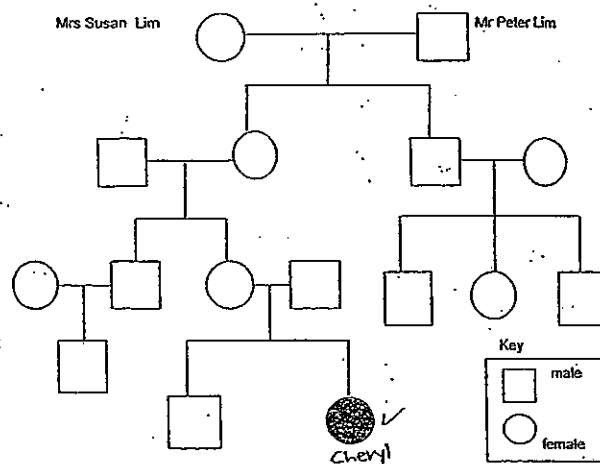 Mrs Susan Lim
Mr Peter Lim
Key
male
female
Cheryl